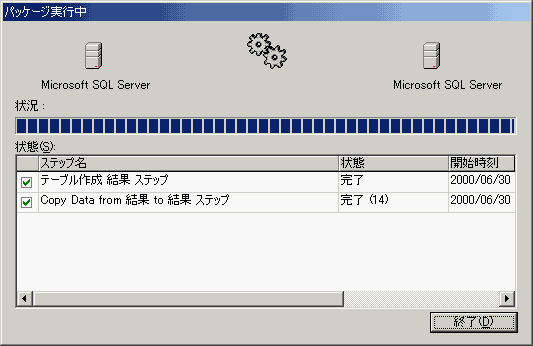 パッケージ実行中
Microsoft SQL Server
Microsoft SQL Server
状況：
状態(S):
ステップ名 状態 開始時刻
テーブル作成 結果 ステップ 完了 2000/06/30
Copy Data from 結果 to 結果 ステップ 完了 (14) 2000/06/30
終了(D)